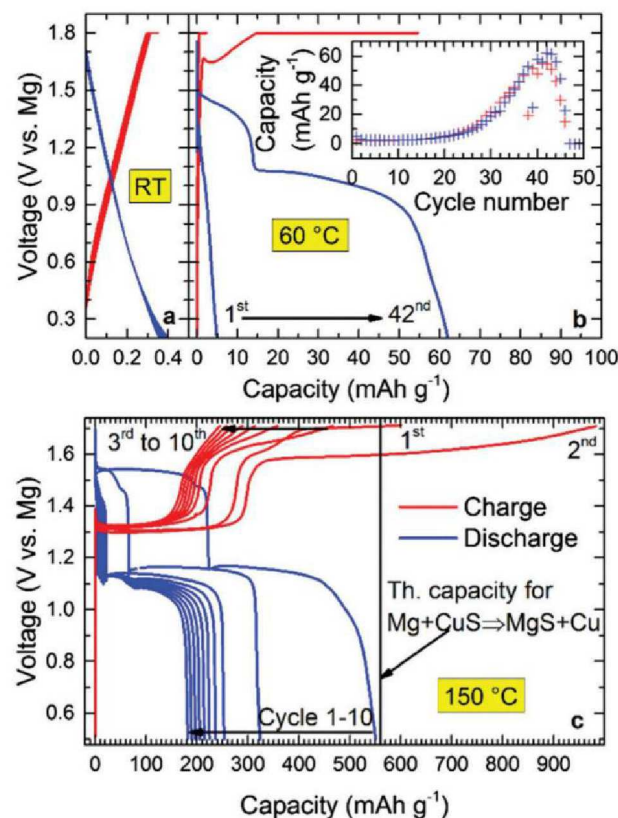 b
1.8
1.5
1.2
0.9
0.6
0.3
Voltage (V vs. Mg)
RT
a
0.0 0.2 0.4
60 °C
1st
42nd
b
0 10 20 30 40 50 60 70 80 90 100
Capacity (mAh g-1)
60
40
20
0
Capacity
(mAh g-1)
0 10 20 30 40 50
Cycle number
3rd to 10th
1st
2nd
Charge
Discharge
Th. capacity for
Mg+CuS⇒MgS+Cu
Cycle 1-10
150 °C
c
1.6
1.4
1.2
1.0
0.8
0.6
Voltage (V vs. Mg)
0 100 200 300 400 500 600 700 800 900
Capacity (mAh g-1)